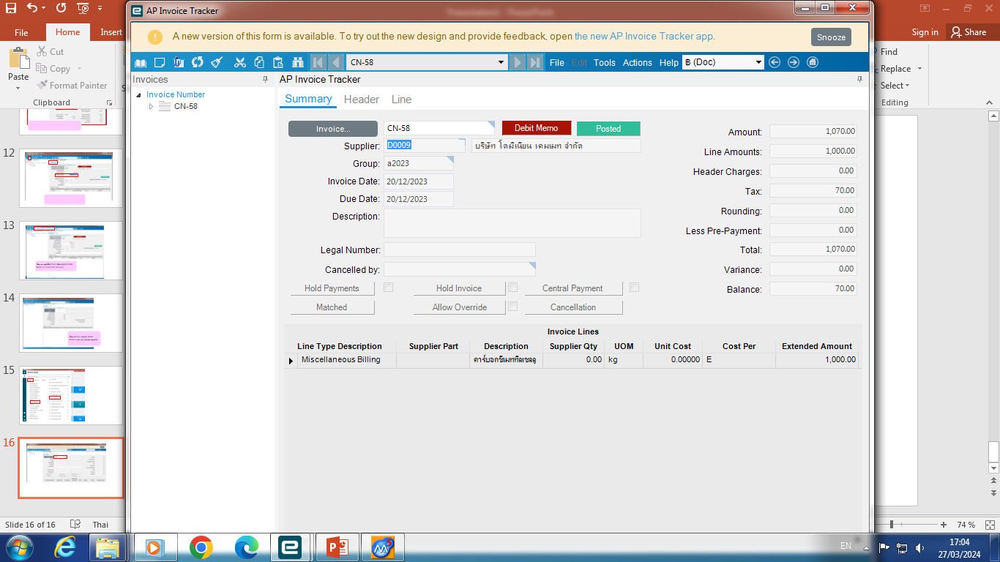 AP Invoice Tracker
A new version of this form is available. To try out the new design and provide feedback, open the new AP Invoice Tracker app.
Snooze
File
Home
Insert
Sign in
Share
Cut
Copy
Format Painter
Paste
Clipboard
Find
Replace
Select
Editing
CN-58
File Edit Tools Actions Help
฿ (Doc)
Invoices
Invoice Number
CN-58
AP Invoice Tracker
Summary Header Line
Invoice... CN-58 Debit Memo Posted
Supplier: D0009 บริษัท โดมิเนียน เคมเมท จำกัด
Group: a2023
Invoice Date: 20/12/2023
Due Date: 20/12/2023
Description:
Legal Number:
Cancelled by:
Hold Payments Hold Invoice Central Payment
Matched Allow Override Cancellation
Amount: 1,070.00
Line Amounts: 1,000.00
Header Charges: 0.00
Tax: 70.00
Rounding: 0.00
Less Pre-Payment: 0.00
Total: 1,070.00
Variance: 0.00
Balance: 70.00
Invoice Lines
Line Type Description Supplier Part Description Supplier Qty UOM Unit Cost Cost Per Extended Amount
Miscellaneous Billing 0.00 kg 0.00000 E 1,000.00
12
13
14
15
16
Slide 16 of 16
Thai
74 %
EN
17:04
27/03/2024